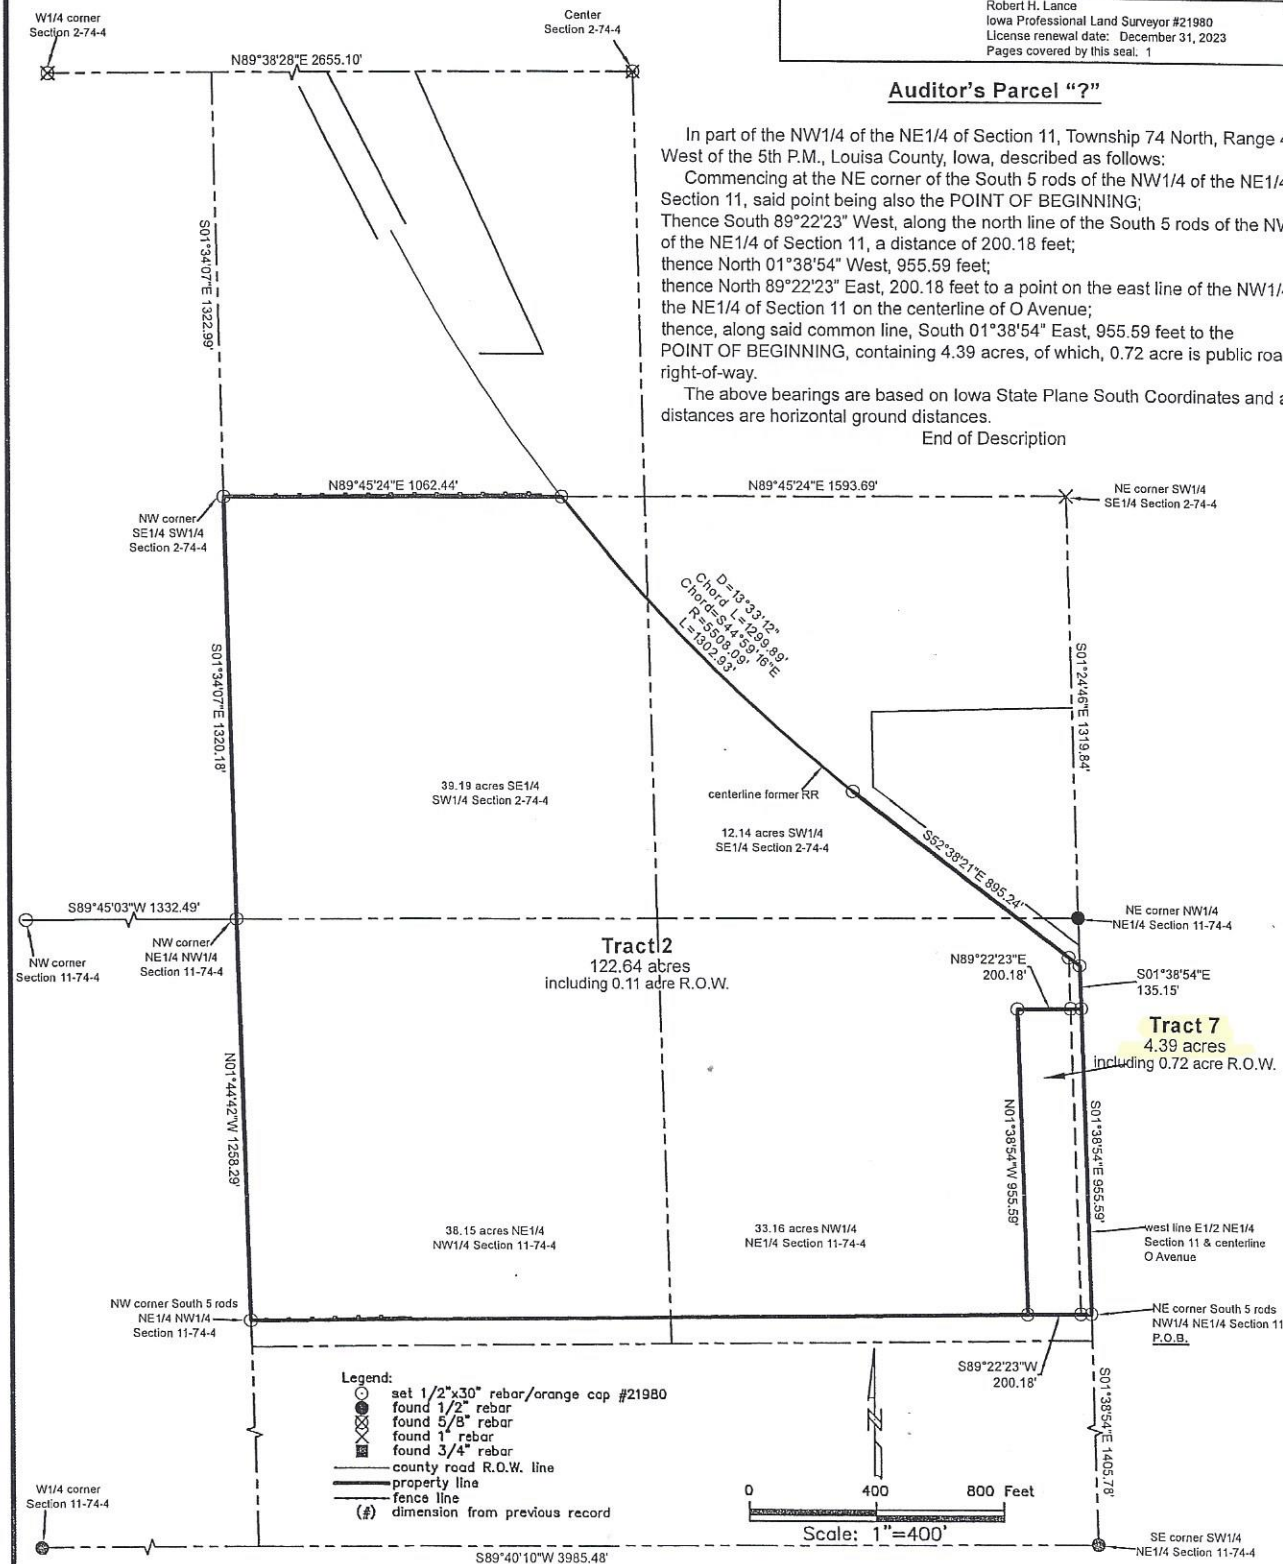 Robert H. Lance
Iowa Professional Land Surveyor #21980
License renewal date: December 31, 2023
Pages covered by this seal: 1
W1/4 corner
Section 2-74-4
Center
Section 2-74-4
N89°38'28"E 2655.10'
Auditor's Parcel "?"
In part of the NW1/4 of the NE1/4 of Section 11, Township 74 North, Range 4
West of the 5th P.M., Louisa County, Iowa, described as follows:
Commencing at the NE corner of the South 5 rods of the NW1/4 of the NE1/4
Section 11, said point being also the POINT OF BEGINNING;
Thence South 89°22'23" West, along the north line of the South 5 rods of the NW
of the NE1/4 of Section 11, a distance of 200.18 feet;
thence North 01°38'54" West, 955.59 feet;
thence North 89°22'23" East, 200.18 feet to a point on the east line of the NW1/4
the NE1/4 of Section 11 on the centerline of O Avenue;
thence, along said common line, South 01°38'54" East, 955.59 feet to the
POINT OF BEGINNING, containing 4.39 acres, of which, 0.72 acre is public roa
right-of-way.
The above bearings are based on Iowa State Plane South Coordinates and a
distances are horizontal ground distances.
End of Description
S01°34'07"E 1322.99'
N89°45'24"E 1062.44'
N89°45'24"E 1593.69'
NE corner SW1/4
SE1/4 Section 2-74-4
NW corner
SE1/4 SW1/4
Section 2-74-4
D=13°33'12"
Chord L=1299.89'
Chord=S44°59'16"E
R=5508.09'
L=1302.93'
S01°34'07"E 1320.18'
S01°24'46"E 1319.84'
39.19 acres SE1/4
SW1/4 Section 2-74-4
centerline former RR
12.14 acres SW1/4
SE1/4 Section 2-74-4
S52°38'21"E 895.24'
S89°45'03"W 1332.49'
NW corner
Section 11-74-4
NW corner
NE1/4 NW1/4
Section 11-74-4
NE corner NW1/4
NE1/4 Section 11-74-4
Tract 2
122.64 acres
including 0.11 acre R.O.W.
N89°22'23"E
200.18'
S01°38'54"E
135.15'
Tract 7
4.39 acres
including 0.72 acre R.O.W.
N01°44'42"W 1258.29'
N01°38'54"W 955.59'
S01°38'54"E 955.59'
38.15 acres NE1/4
NW1/4 Section 11-74-4
33.16 acres NW1/4
NE1/4 Section 11-74-4
west line E1/2 NE1/4
Section 11 & centerline
O Avenue
NW corner South 5 rods
NE1/4 NW1/4
Section 11-74-4
NE corner South 5 rods
NW1/4 NE1/4 Section 11
P.O.B.
S89°22'23"W
200.18'
S01°38'54"E 1405.78'
Legend:
set 1/2"x30" rebar/orange cap #21980
found 1/2" rebar
found 5/8" rebar
found 1" rebar
found 3/4" rebar
county road R.O.W. line
property line
fence line
(#) dimension from previous record
N
0 400 800 Feet
Scale: 1"=400'
W1/4 corner
Section 11-74-4
S89°40'10"W 3985.48'
SE corner SW1/4
NE1/4 Section 11-74-4